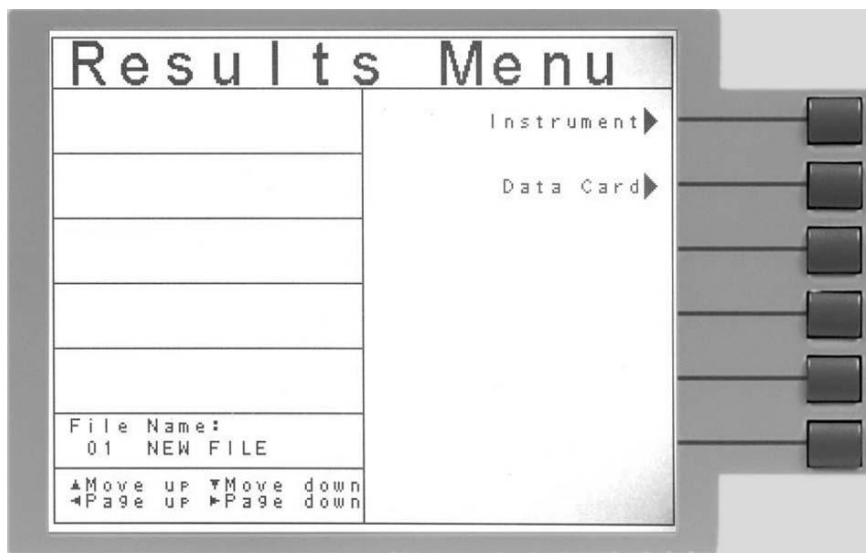 Results Menu
Instrument▶
Data Card▶
File Name:
01 NEW FILE
▲Move up ▼Move down
◄Page up ►Page down